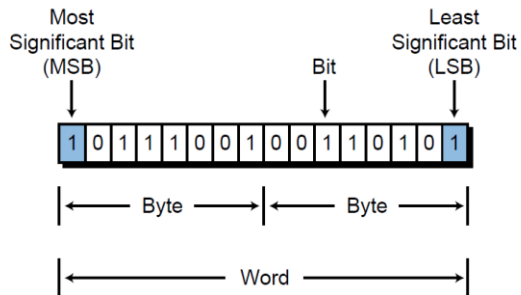 Most
Significant Bit
(MSB)
Bit
Least
Significant Bit
(LSB)
1 0 1 1 1 0 0 1 0 0 1 1 0 1 0 1
Byte Byte
Word